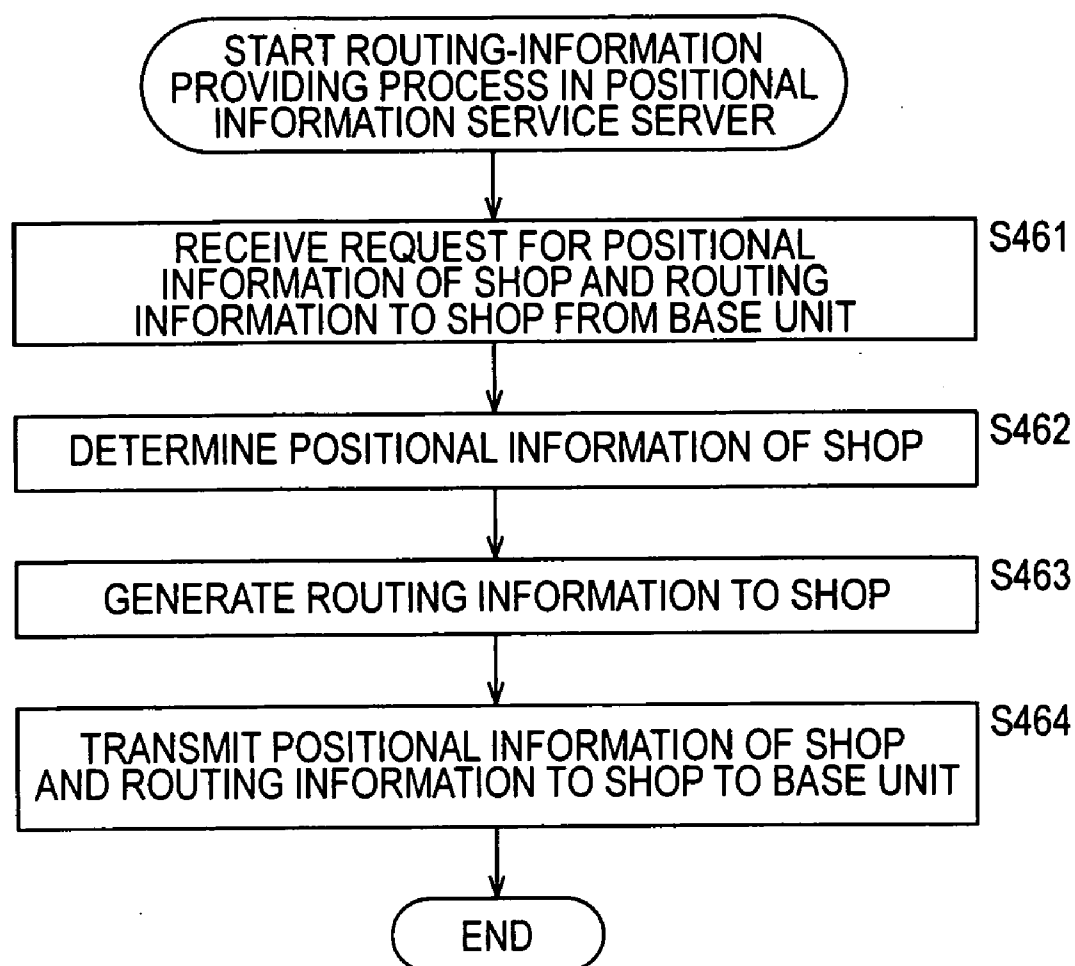 START ROUTING-INFORMATION
PROVIDING PROCESS IN POSITIONAL
INFORMATION SERVICE SERVER
S461
RECEIVE REQUEST FOR POSITIONAL
INFORMATION OF SHOP AND ROUTING
INFORMATION TO SHOP FROM BASE UNIT
S462
DETERMINE POSITIONAL INFORMATION OF SHOP
S463
GENERATE ROUTING INFORMATION TO SHOP
S464
TRANSMIT POSITIONAL INFORMATION OF SHOP
AND ROUTING INFORMATION TO SHOP TO BASE UNIT
END